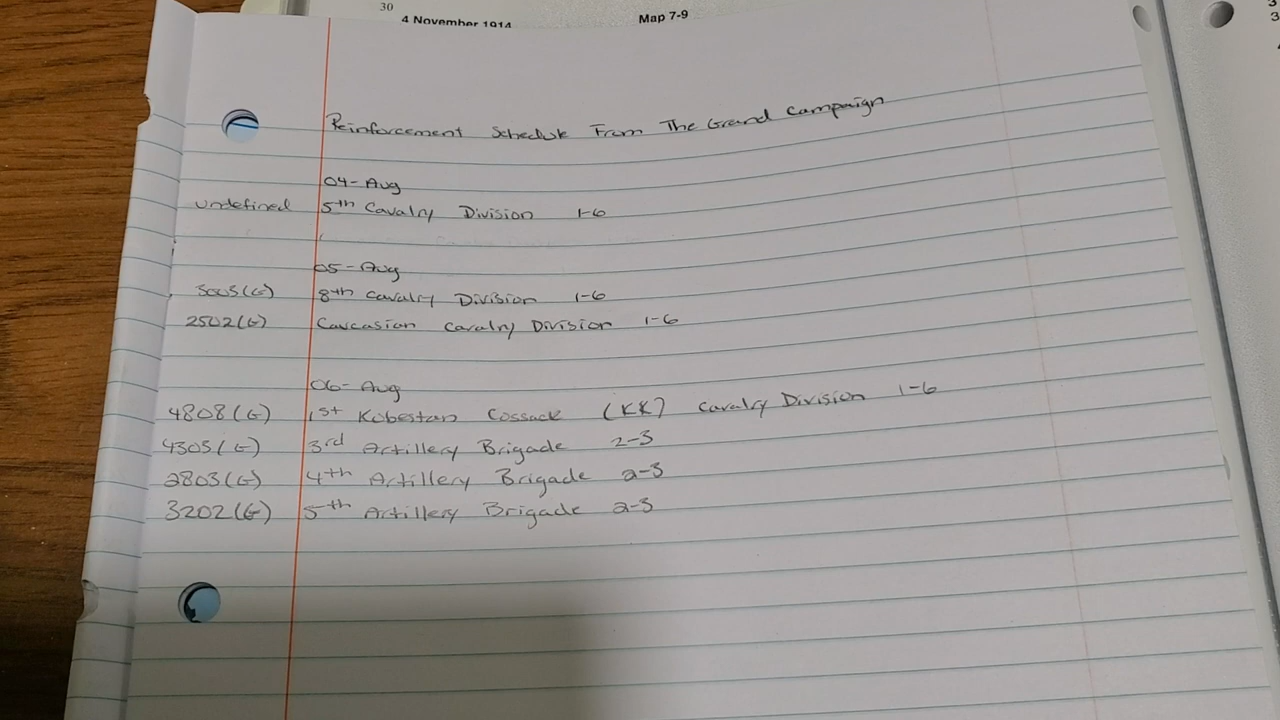 30
4 November 1914 Map 7-9
Reinforcement Schedule From The Grand Campaign
04-Aug
undefined 5th Cavalry Division 1-6
05-Aug
3003(G) 8th Cavalry Division 1-6
2502(G) Caucasian Cavalry Division 1-6
06-Aug
4808(G) 1st Kobestan Cossack (KK) Cavalry Division 1-6
4303(G) 3rd Artillery Brigade 2-3
2803(G) 4th Artillery Brigade 2-3
3202(G) 5th Artillery Brigade 2-3